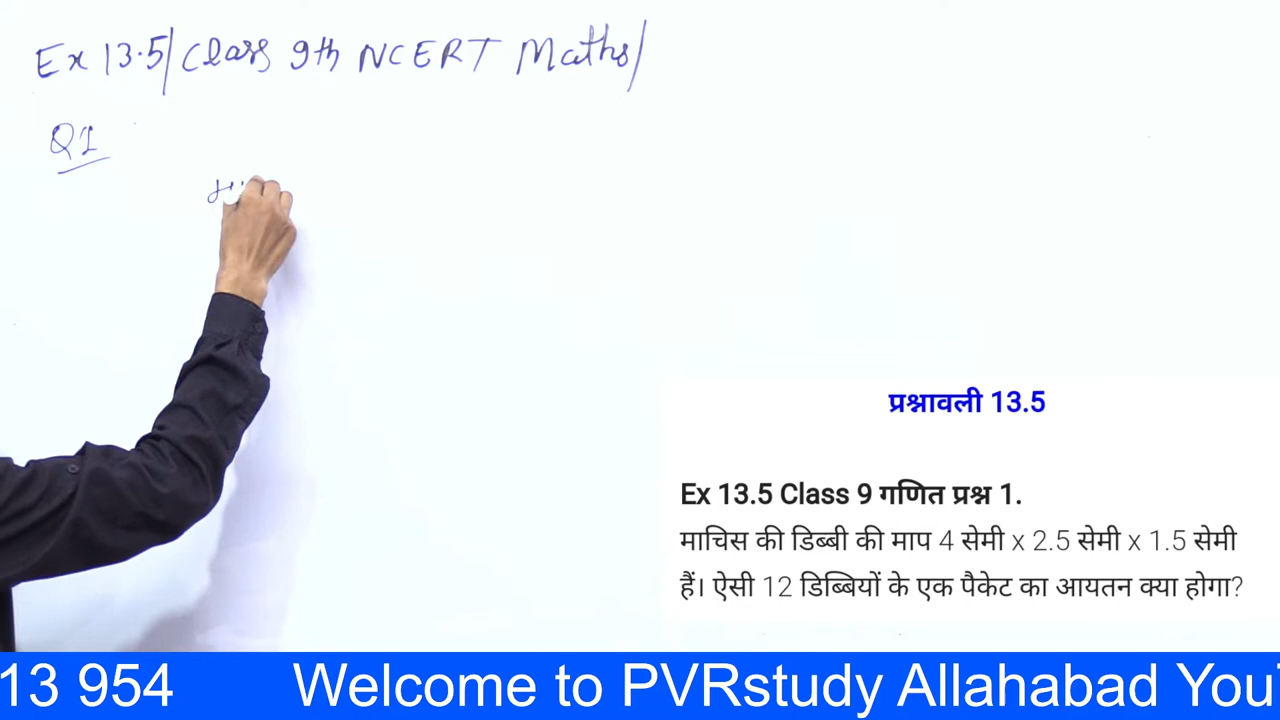 Ex 13.5/Class 9th NCERT Maths/
Q1
प्रश्नावली 13.5
Ex 13.5 Class 9 गणित प्रश्न 1.
माचिस की डिब्बी की माप 4 सेमी x 2.5 सेमी x 1.5 सेमी
हैं। ऐसी 12 डिब्बियों के एक पैकेट का आयतन क्या होगा?
13 954 Welcome to PVRstudy Allahabad You